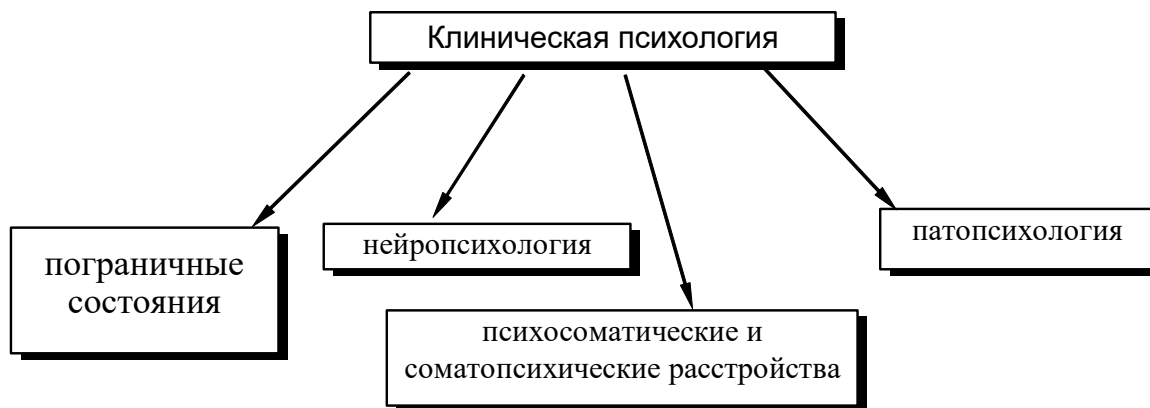 Клиническая психология
пограничные
состояния
нейропсихология
психосоматические и
соматопсихические расстройства
патопсихология